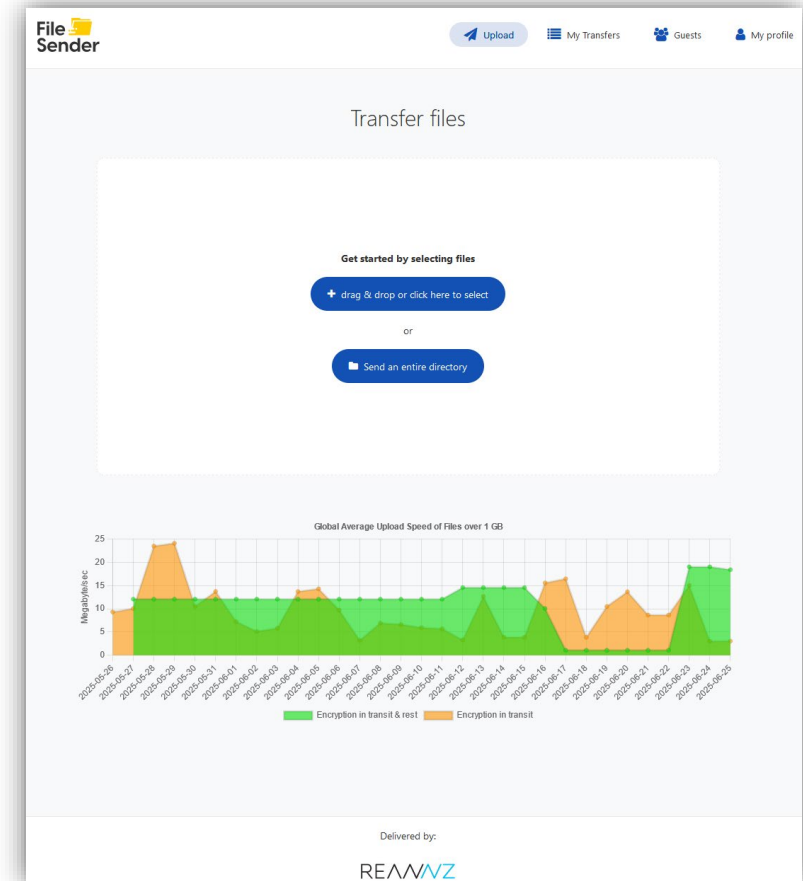 File
Sender
Upload
My Transfers
Guests
My profile
Transfer files
Get started by selecting files
+ drag & drop or click here to select
or
Send an entire directory
Global Average Upload Speed of Files over 1 GB
Megabyte/sec
25
20
15
10
5
0
2025-05-26
2025-05-27
2025-05-28
2025-05-29
2025-05-30
2025-05-31
2025-06-01
2025-06-02
2025-06-03
2025-06-04
2025-06-05
2025-06-06
2025-06-07
2025-06-08
2025-06-09
2025-06-10
2025-06-11
2025-06-12
2025-06-13
2025-06-14
2025-06-15
2025-06-16
2025-06-17
2025-06-18
2025-06-19
2025-06-20
2025-06-21
2025-06-22
2025-06-23
2025-06-24
2025-06-25
Encryption in transit & rest
Encryption in transit
Delivered by:
REANNZ